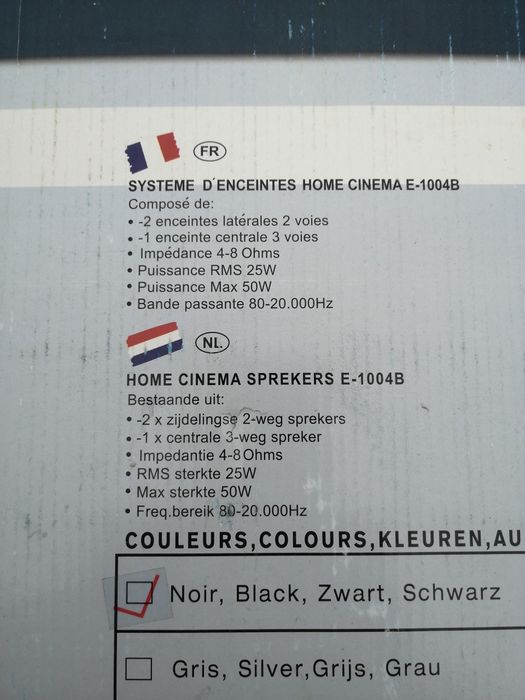 FR
SYSTEME D'ENCEINTES HOME CINEMA E-1004B
Composé de:
• -2 enceintes latérales 2 voies
• -1 enceinte centrale 3 voies
• Impédance 4-8 Ohms
• Puissance RMS 25W
• Puissance Max 50W
• Bande passante 80-20.000Hz
NL.
HOME CINEMA SPREKERS E-1004B
Bestaande uit:
• -2 x zijdelingse 2-weg sprekers
• -1 x centrale 3-weg spreker
• Impedantie 4-8 Ohms
• RMS sterkte 25W
• Max sterkte 50W
• Freq.bereik 80-20.000Hz
COULEURS,COLOURS,KLEUREN,AU
Noir, Black, Zwart, Schwarz
Gris, Silver,Grijs, Grau